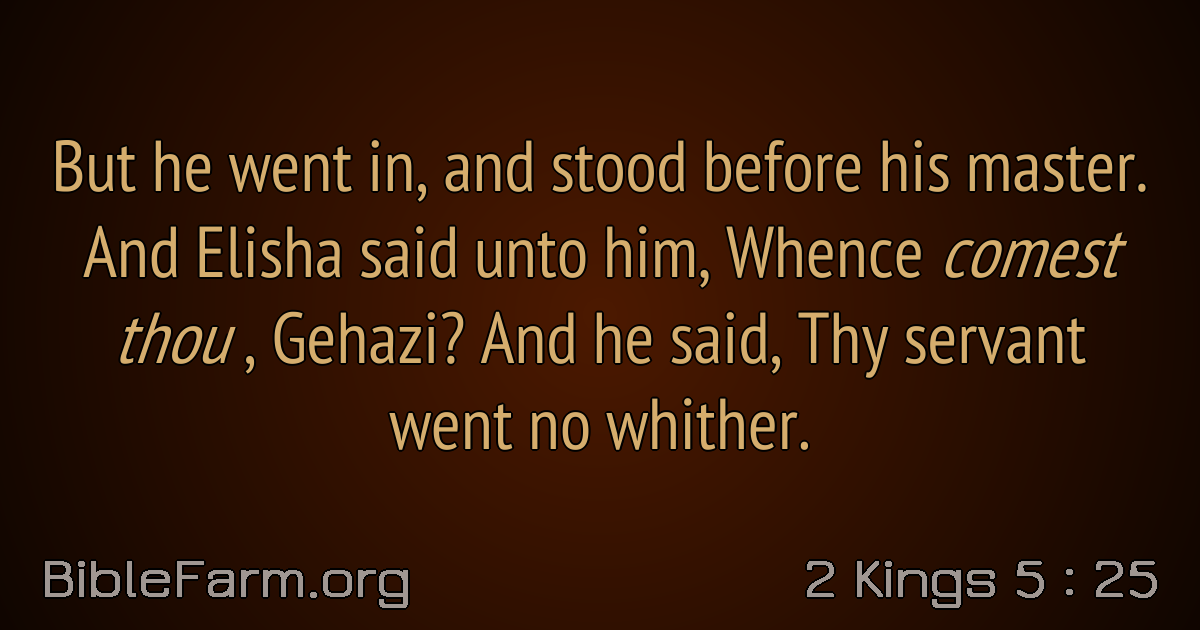 But he went in, and stood before his master.
And Elisha said unto him, Whence comest
thou , Gehazi? And he said, Thy servant
went no whither.
BibleFarm.org
2 Kings 5 : 25